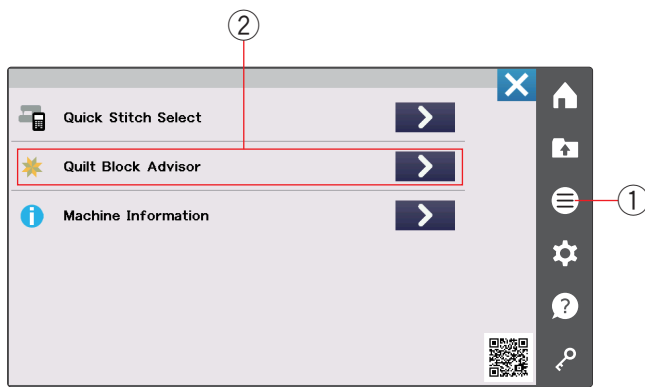 ②
Quick Stitch Select
Quilt Block Advisor
①
Machine Information
?